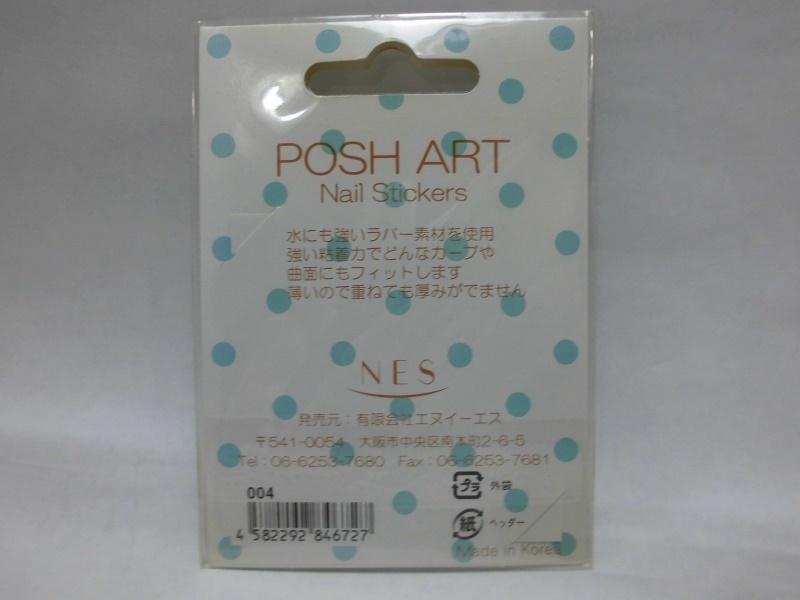 POSH ART
Nail Stickers
水にも強いラバー素材を使用
強い粘着力でどんなカーブや
曲面にもフィットします
薄いので重ねても厚みがでません
NES
発売元：有限会社エヌイーエス
〒541-0054 大阪市中央区南本町2-6-5
Tel：06-6253-7680 Fax：06-6253-7681
004
4 582292 846727
プラ 外袋
紙 ヘッダー
Made in Korea